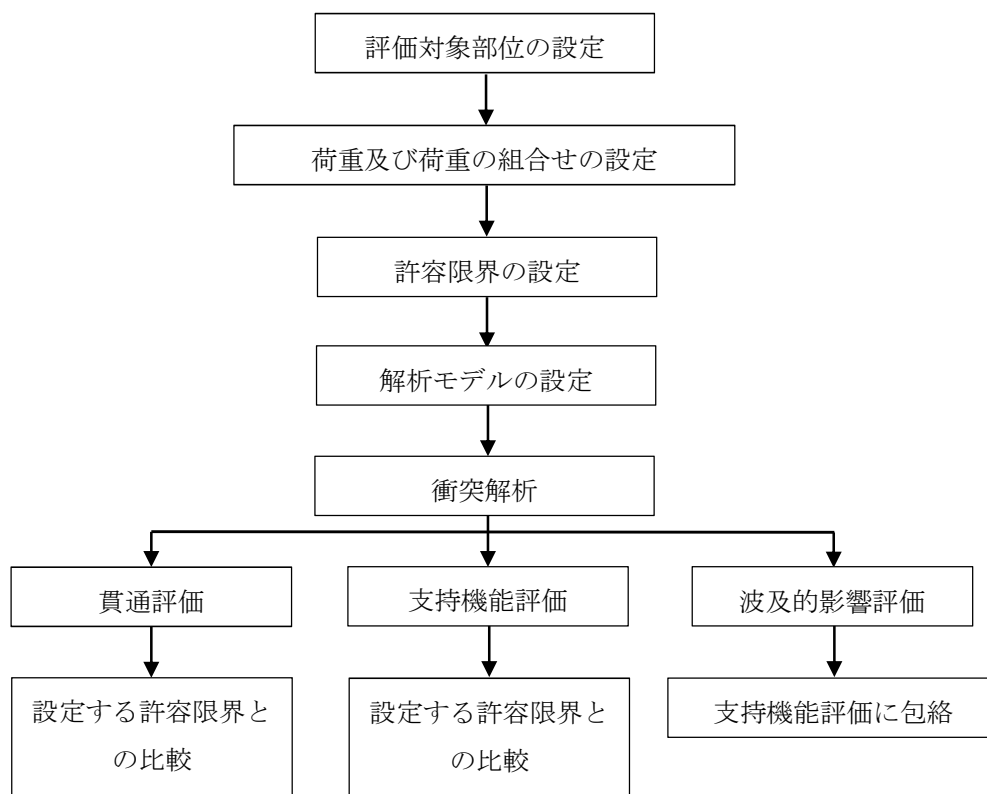 評価対象部位の設定
荷重及び荷重の組合せの設定
許容限界の設定
解析モデルの設定
衝突解析
貫通評価
支持機能評価
波及的影響評価
設定する許容限界と
の比較
設定する許容限界と
の比較
支持機能評価に包絡